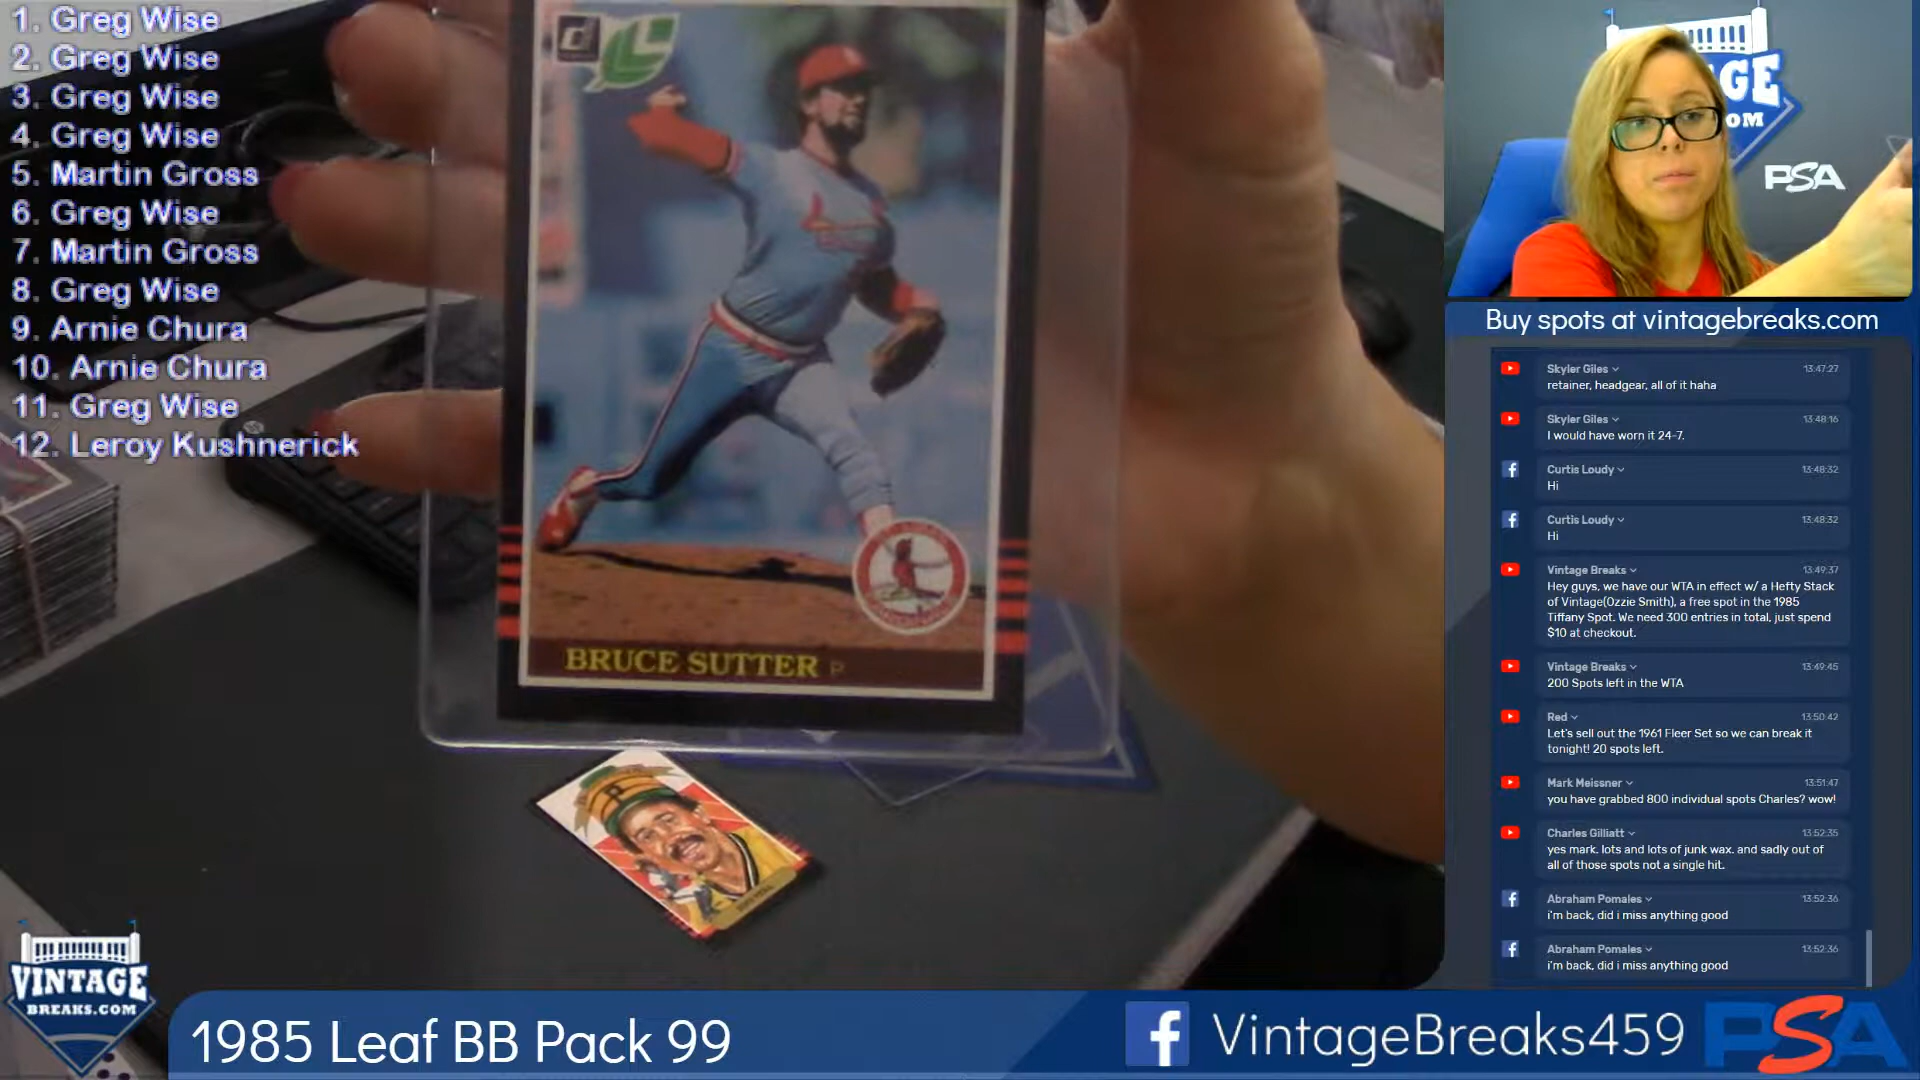 1. Greg Wise
2. Greg Wise
3. Greg Wise
4. Greg Wise
5. Martin Gross
6. Greg Wise
7. Martin Gross
8. Greg Wise
9. Arnie Chura
10. Arnie Chura
11. Greg Wise
12. Leroy Kushnerick
BRUCE SUTTER P
GE
OM
PSA
Buy spots at vintagebreaks.com
Skyler Giles 13:47:27
retainer, headgear, all of it haha
Skyler Giles 13:48:16
I would have worn it 24-7.
Curtis Loudy 13:48:32
Hi
Curtis Loudy 13:48:32
Hi
Vintage Breaks 13:49:37
Hey guys, we have our WTA in effect w/ a Hefty Stack
of Vintage(Ozzie Smith), a free spot in the 1985
Tiffany Spot. We need 300 entries in total, just spend
$10 at checkout.
Vintage Breaks 13:49:45
200 Spots left in the WTA
Red 13:50:42
Let's sell out the 1961 Fleer Set so we can break it
tonight! 20 spots left.
Mark Meissner 13:51:47
you have grabbed 800 individual spots Charles? wow!
Charles Gilliatt 13:52:35
yes mark. lots and lots of junk wax. and sadly out of
all of those spots not a single hit.
Abraham Pomales 13:52:36
i'm back, did i miss anything good
Abraham Pomales 13:52:36
i'm back, did i miss anything good
VINTAGE
BREAKS.COM
1985 Leaf BB Pack 99
f VintageBreaks459
PSA